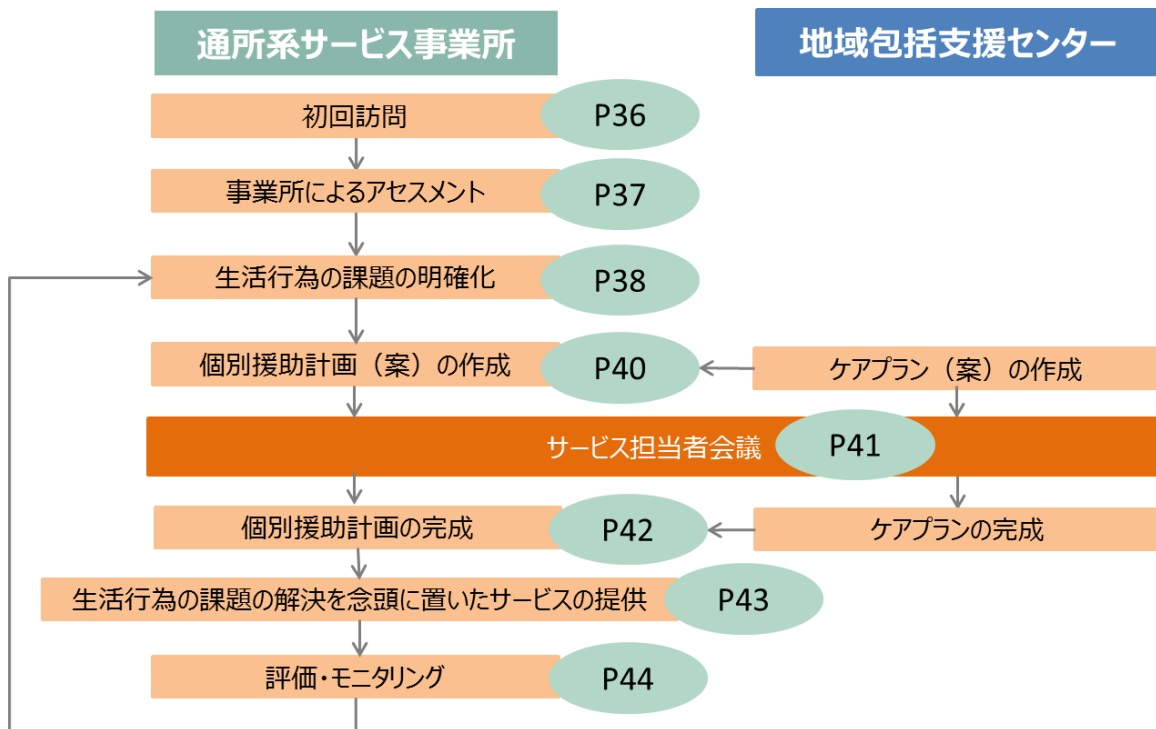 通所系サービス事業所
地域包括支援センター
初回訪問
P36
事業所によるアセスメント
P37
生活行為の課題の明確化
P38
個別援助計画（案）の作成
P40
ケアプラン（案）の作成
サービス担当者会議
P41
個別援助計画の完成
P42
ケアプランの完成
生活行為の課題の解決を念頭に置いたサービスの提供
P43
評価・モニタリング
P44